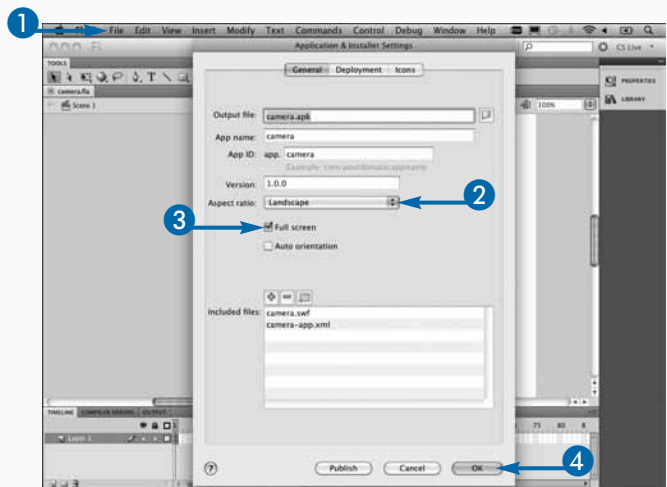 1
File Edit View Insert Modify Text Commands Control Debug Window Help
Application & Installer Settings
CS Live
TOOLS
General Deployment Icons
PROPERTIES
camera.fla
Scene 1
100%
LIBRARY
Output file: camera.apk
App name: camera
App ID: app. camera
Example: com.yourdomain.appname
Version: 1.0.0
Aspect ratio: Landscape
2
3
Full screen
Auto orientation
Included files: camera.swf
camera-app.xml
TIMELINE COMPILER ERRORS OUTPUT
75 80 8
Layer 1
? Publish Cancel OK
4